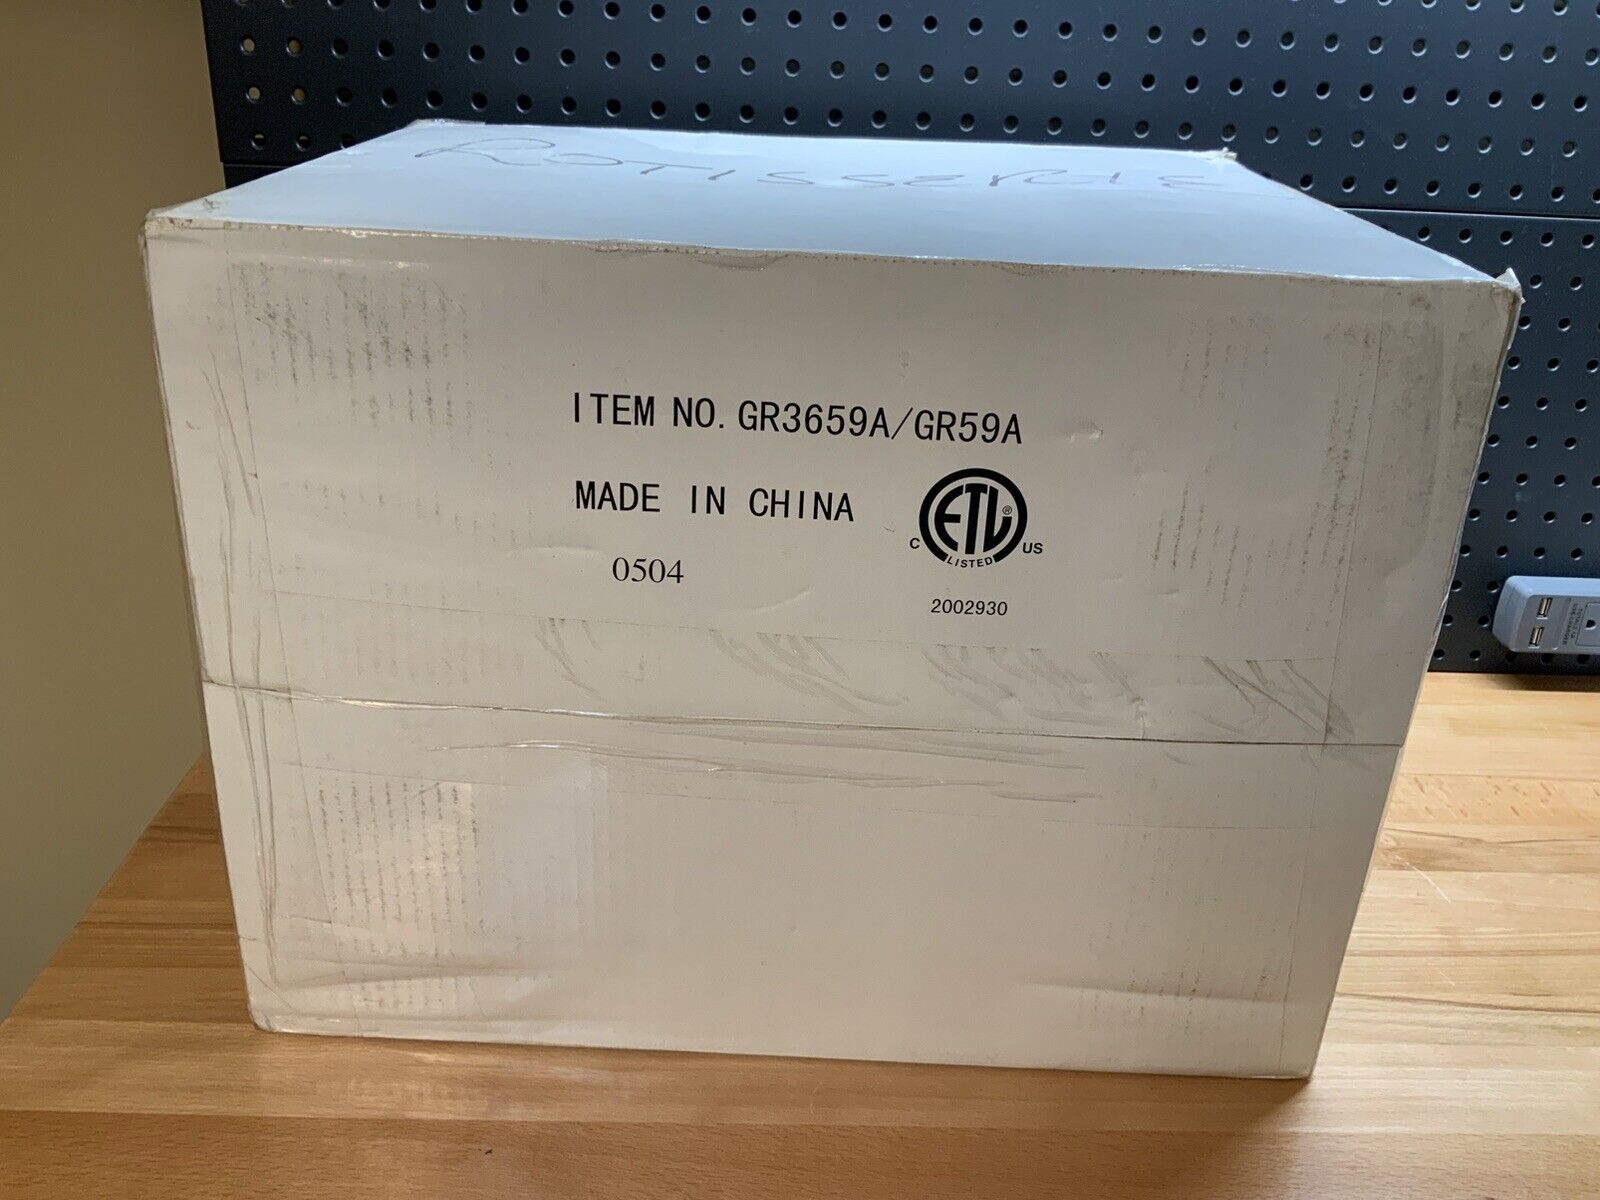 ROTISSERIE
ITEM NO. GR3659A/GR59A
MADE IN CHINA
0504
ETL®
C US
LISTED
2002930